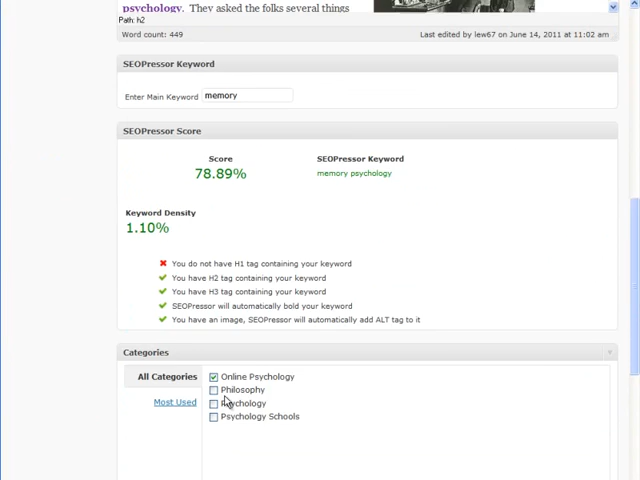 psychology. They asked the folks several things
Path: h2
Word count: 449
Last edited by lew67 on June 14, 2011 at 11:02 am
SEOPressor Keyword
Enter Main Keyword memory
SEOPressor Score
Score
SEOPressor Keyword
78.89%
memory psychology
Keyword Density
1.10%
You do not have H1 tag containing your keyword
You have H2 tag containing your keyword
You have H3 tag containing your keyword
SEOPressor will automatically bold your keyword
You have an image, SEOPressor will automatically add ALT tag to it
Categories
All Categories
Most Used
Online Psychology
Philosophy
Psychology
Psychology Schools